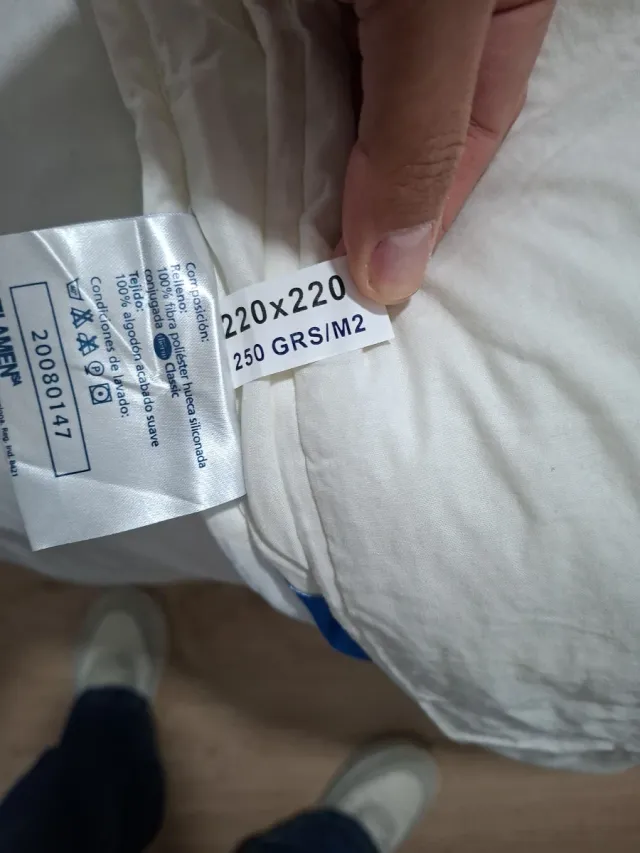 220x220
250 GRS/M2
Composición:
Relleno:
100% fibra poliéster hueca siliconada
conjugada Classic
Tejido:
100% algodón acabado suave
Condiciones de lavado:
20080147